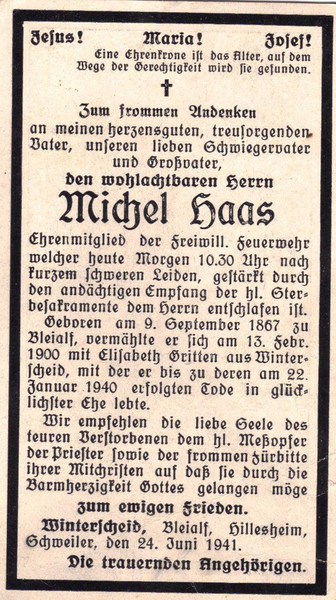 Jesus! Maria! Josef!
Eine Ehrenkrone ist das Alter, auf dem
Wege der Gerechtigkeit wird sie gefunden.
Zum frommen Andenken
an meinen herzensguten, treusorgenden
Vater, unseren lieben Schwiegervater
und Großvater,
den wohlachtbaren Herrn
Michel Haas
Ehrenmitglied der Freiwill. Feuerwehr
welcher heute Morgen 10.30 Uhr nach
kurzem schweren Leiden, gestärkt durch
den andächtigen Empfang der hl. Ster-
besakramente dem Herrn entschlafen ist.
Geboren am 9. September 1867 zu
Bleialf, vermählte er sich am 13. Febr.
1900 mit Elisabeth Gritten aus Winter-
scheid, mit der er bis zu deren am 22.
Januar 1940 erfolgten Tode in glück-
lichster Ehe lebte.
Wir empfehlen die liebe Seele des
teuren Verstorbenen dem hl. Meßopfer
der Priester sowie der frommen Fürbitte
ihrer Mitchristen auf daß sie durch die
Barmherzigkeit Gottes gelangen möge
zum ewigen Frieden.
Winterscheid, Bleialf, Hillesheim,
Schweiler, den 24. Juni 1941.
Die trauernden Angehörigen.